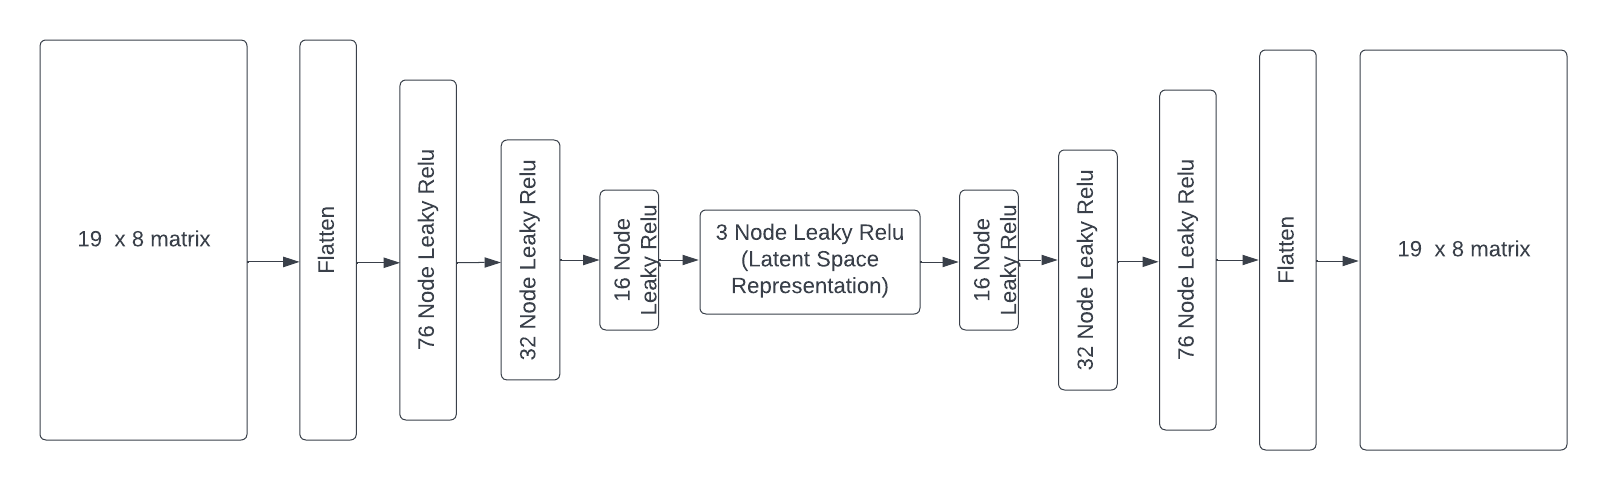 19 x 8 matrix
Flatten
76 Node Leaky Relu
32 Node Leaky Relu
16 Node
Leaky Relu
3 Node Leaky Relu
(Latent Space
Representation)
16 Node
Leaky Relu
32 Node Leaky Relu
76 Node Leaky Relu
Flatten
19 x 8 matrix